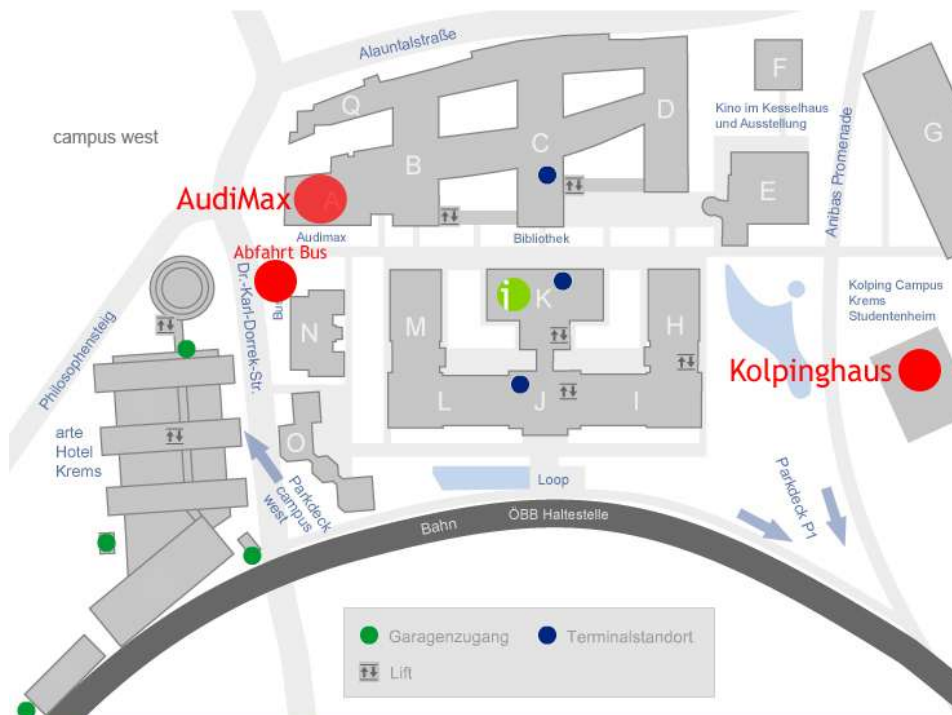 Alauntalstraße
F
Q
D
Kino im Kesselhaus
und Ausstellung
G
campus west
C
B
E
Anibas Promenade
AudiMax
A
Audimax
Bibliothek
Abfahrt Bus
Philosophensteig
Dr.-Karl-Dorrek-Str.
Bus
i
K
Kolping Campus
Krems
Studentenheim
N
M
H
Kolpinghaus
L
J
I
arte
Hotel
Krems
O
Parkdeck
campus
west
Loop
Parkdeck P1
Bahn
ÖBB Haltestelle
Garagenzugang
Terminalstandort
Lift